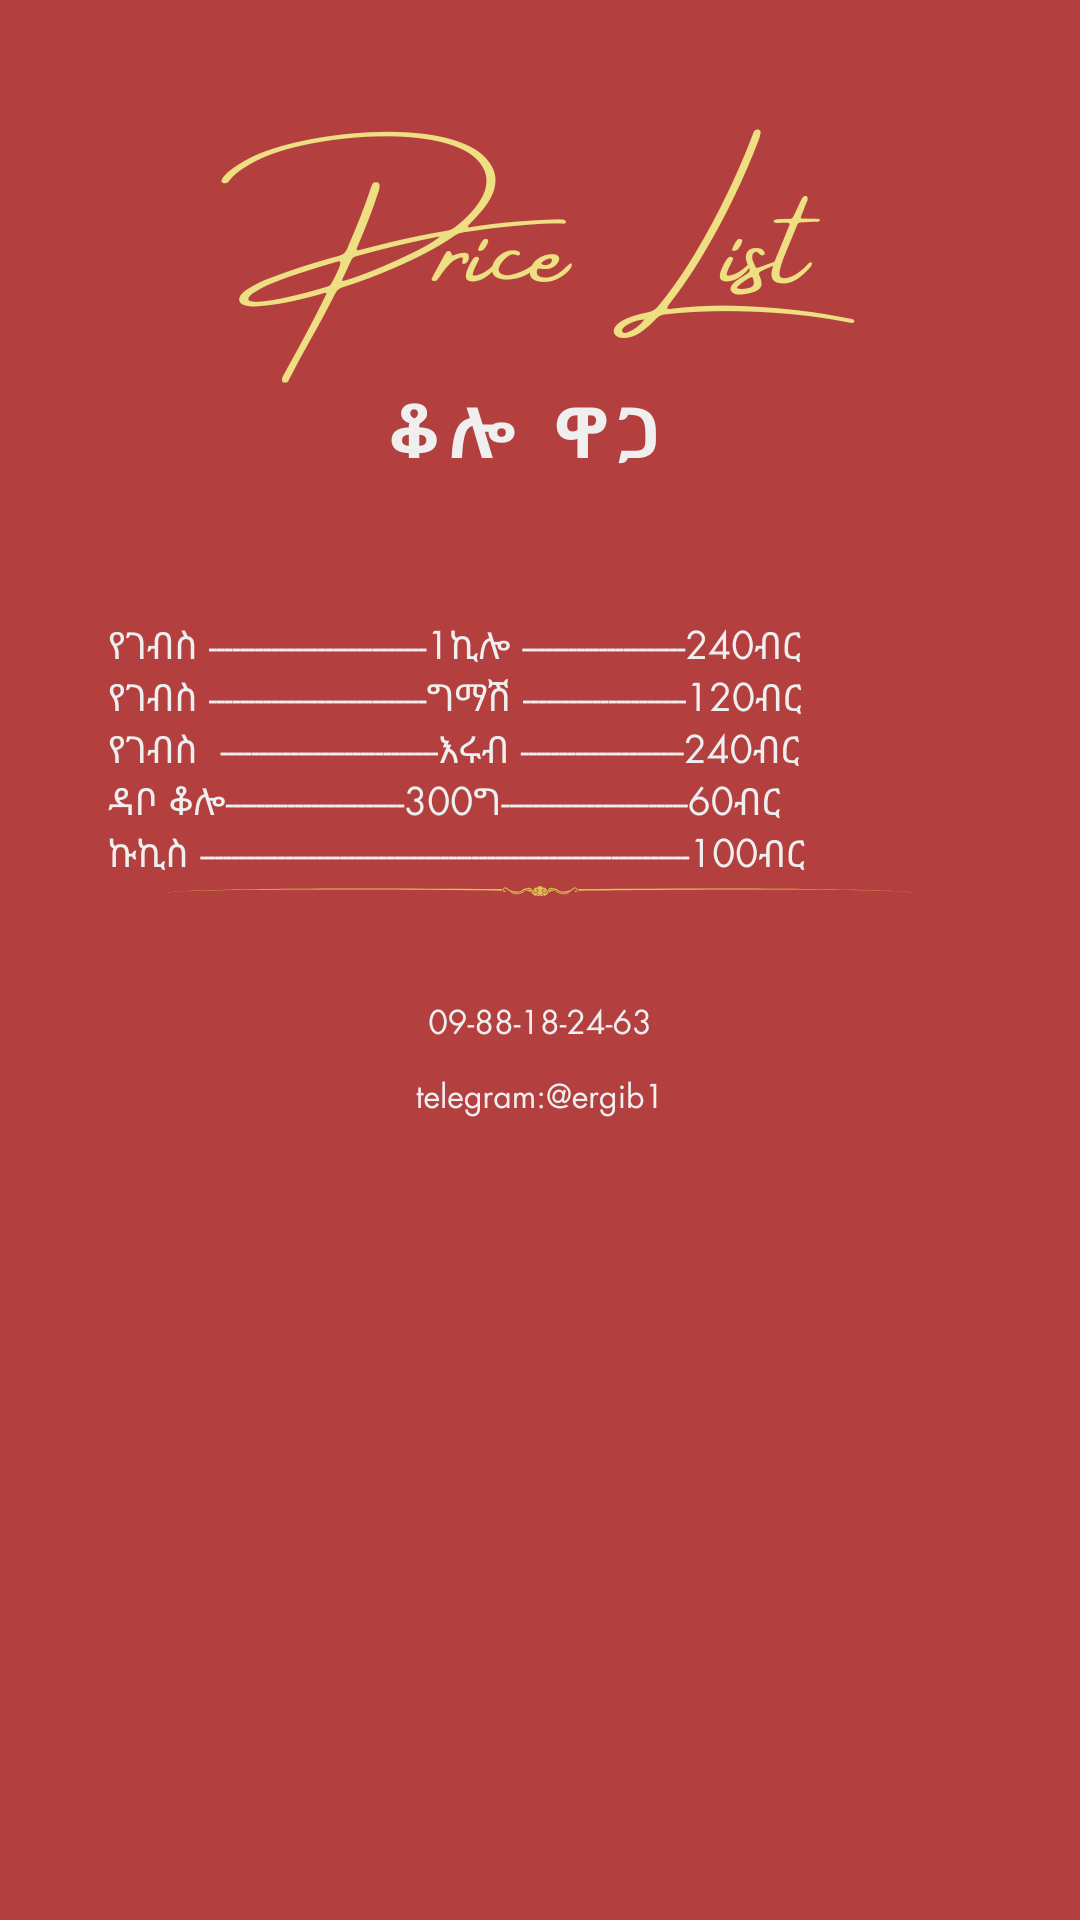 Price List
ቆሎ ዋጋ
የገብስ ----------------------------1ኪሎ ---------------------240ብር
የገብስ ----------------------------ግማሽ ---------------------120ብር
የገብስ ----------------------------እሩብ ---------------------240ብር
ዳቦ ቆሎ-----------------------300ግ------------------------60ብር
ኩኪስ ---------------------------------------------------------------100ብር
09-88-18-24-63
telegram:@ergib1